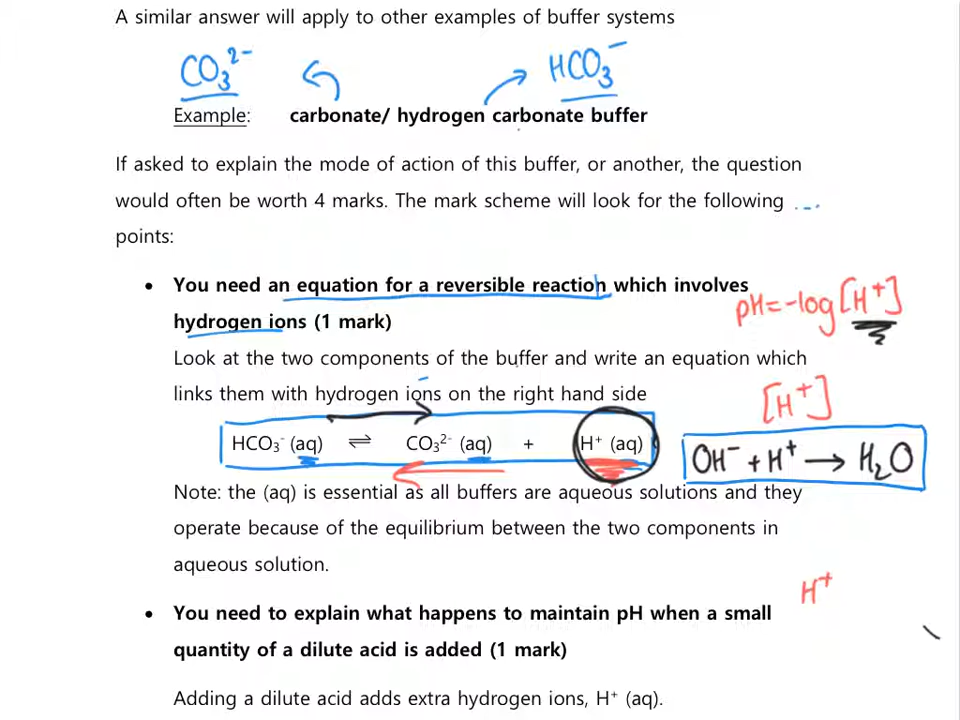 A similar answer will apply to other examples of buffer systems
CO₃²⁻ HCO₃⁻
Example: carbonate/ hydrogen carbonate buffer
If asked to explain the mode of action of this buffer, or another, the question
would often be worth 4 marks. The mark scheme will look for the following
points:
• You need an equation for a reversible reaction which involves
hydrogen ions (1 mark)
pH=-log[H⁺]
Look at the two components of the buffer and write an equation which
links them with hydrogen ions on the right hand side
[H⁺]
HCO₃⁻ (aq) ⇌ CO₃²⁻ (aq) + H⁺ (aq)
OH⁻ + H⁺ → H₂O
Note: the (aq) is essential as all buffers are aqueous solutions and they
operate because of the equilibrium between the two components in
aqueous solution.
H⁺
• You need to explain what happens to maintain pH when a small
quantity of a dilute acid is added (1 mark)
Adding a dilute acid adds extra hydrogen ions, H⁺ (aq).